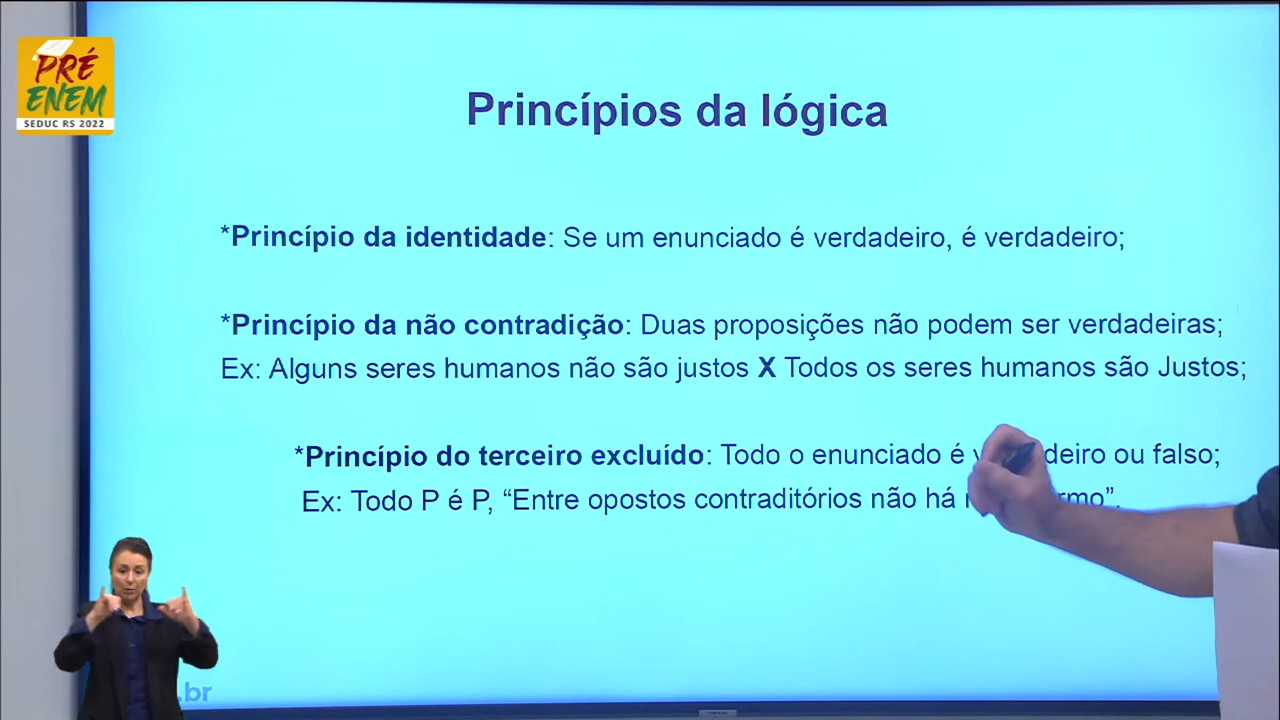 PRÉ
ENEM
SEDUC RS 2022
Princípios da lógica
*Princípio da identidade: Se um enunciado é verdadeiro, é verdadeiro;
*Princípio da não contradição: Duas proposições não podem ser verdadeiras;
Ex: Alguns seres humanos não são justos X Todos os seres humanos são Justos;
*Princípio do terceiro excluído: Todo o enunciado é ou falso;
Ex: Todo P é P, “Entre opostos contraditórios não há
.br